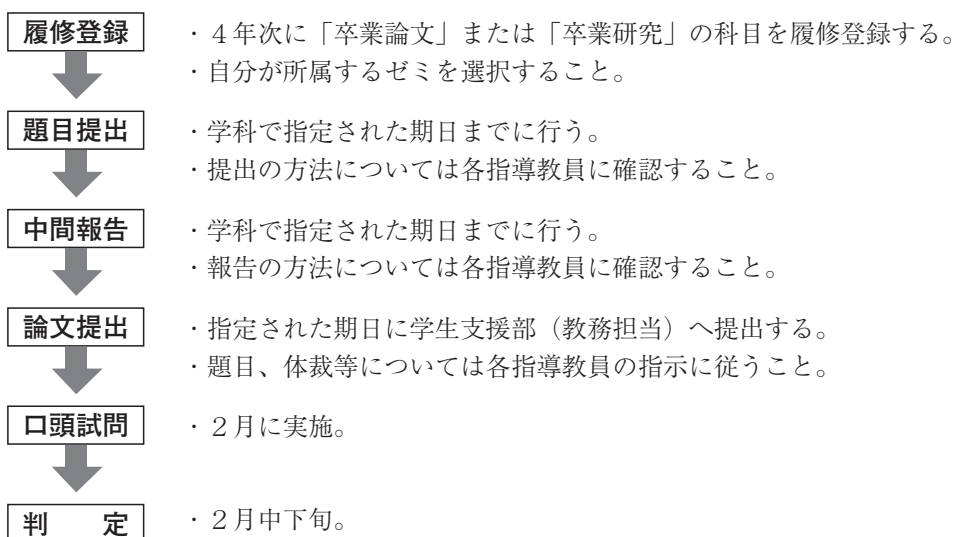 履修登録
・４年次に「卒業論文」または「卒業研究」の科目を履修登録する。
・自分が所属するゼミを選択すること。
題目提出
・学科で指定された期日までに行う。
・提出の方法については各指導教員に確認すること。
中間報告
・学科で指定された期日までに行う。
・報告の方法については各指導教員に確認すること。
論文提出
・指定された期日に学生支援部（教務担当）へ提出する。
・題目、体裁等については各指導教員の指示に従うこと。
口頭試問
・２月に実施。
判　　定
・２月中下旬。